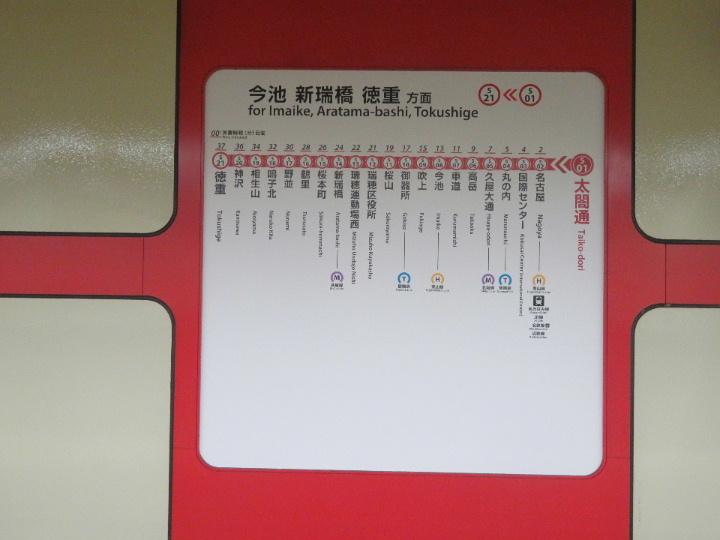 今池 新瑞橋 徳重 方面
for Imaike, Aratama-bashi, Tokushige
S 21 S 01
37 36 34 32 30 28 26 24 22 21 19 17 15 13 11 9 7 5 4 2
S 21 徳重 Tokushige
神沢 Kamisawa
相生山 Aioiyama
鳴子北 Naruko Kita
野並 Nonami
鶴里 Tsurusato
桜本町 Sakura-hommachi
新瑞橋 Aratama-bashi
M
瑞穂運動場西 Mizuho Undojo Nishi
瑞穂区役所 Mizuho Kuyakusho
桜山 Sakurayama
御器所 Gokiso
T
吹上 Fukiage
今池 Imaike
H
車道 Kurumamichi
高岳 Takaoka
久屋大通 Hisaya-odori
M
丸の内 Marunouchi
T
国際センター Kokusai Center
名古屋 Nagoya
H
S 01 太閤通 Taiko-dori